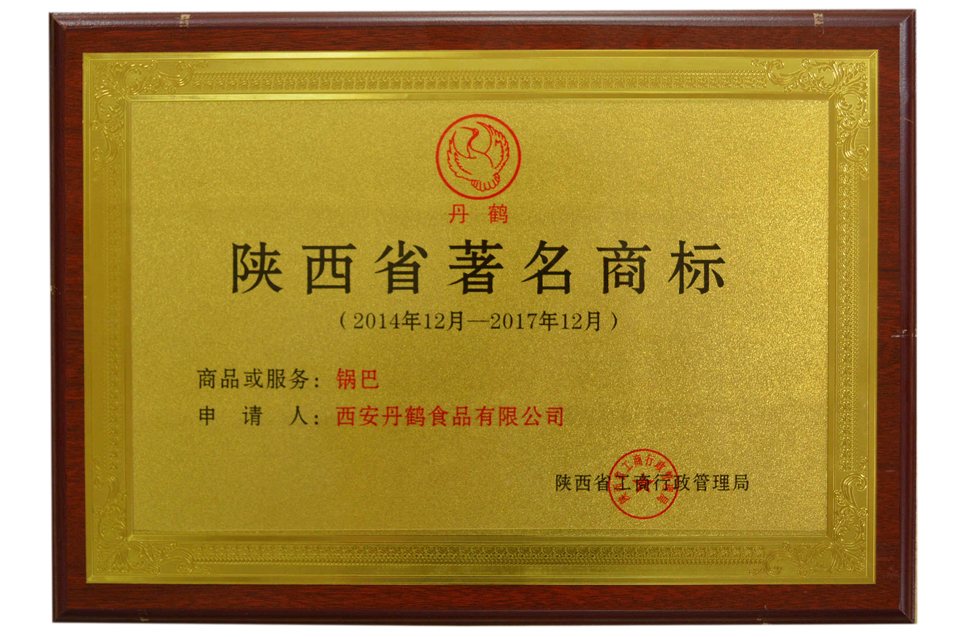 丹鹤
陕西省著名商标
（2014年12月—2017年12月）
商品或服务：锅巴
申请人：西安丹鹤食品有限公司
陕西省工商行政管理局